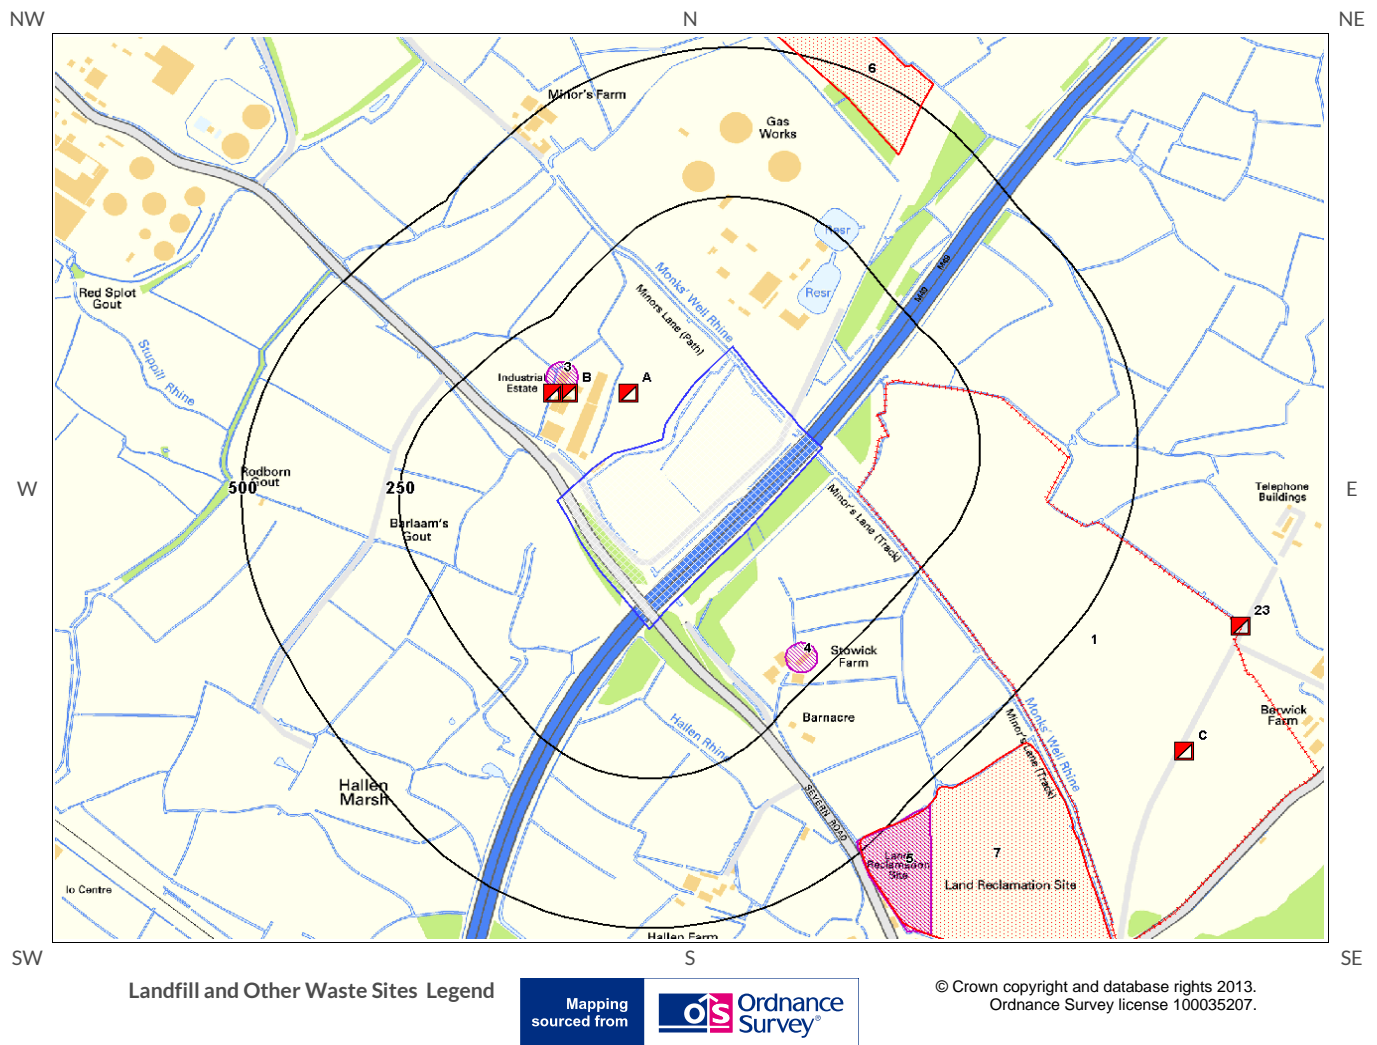 NW
N
NE
6
Minor's Farm
Gas
Works
Resr
M49
Monks' Well Rhine
Resr
M49
Red Splot
Gout
Minors Lane (Path)
Stuppill Rhine
3
Industrial
Estate
B
A
Rodborn
Gout
W
500
250
E
Telephone
Buildings
Minor's Lane (Track)
Barlaam's
Gout
23
1
4
Stowick
Farm
Monks' Well Rhine
Minor's Lane (Track)
Berwick
Farm
Barnacre
Hallen Rhine
C
Hallen
Marsh
SEVERN ROAD
7
Land
Reclamation
Site
5
Land Reclamation Site
lo Centre
Hallen Farm
SW
S
SE
Landfill and Other Waste Sites Legend
Mapping
sourced from
OS
Ordnance
Survey®
© Crown copyright and database rights 2013.
Ordnance Survey license 100035207.